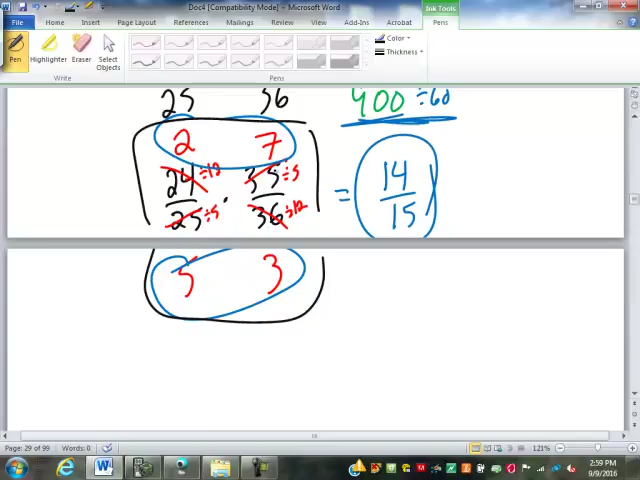 Doc4 [Compatibility Mode] - Microsoft Word
Ink Tools
File Home Insert Page Layout References Mailings Review View Add-Ins Acrobat Pens
Pen Highlighter Eraser Select Objects
Color
Thickness
Write
Pens
25 36 400 ÷60
2 7
24 ÷12 · 35 ÷5 = 14
25 ÷5 36 ÷12 15
5 3
Page: 29 of 99 Words: 0 121%
2:59 PM
9/9/2016